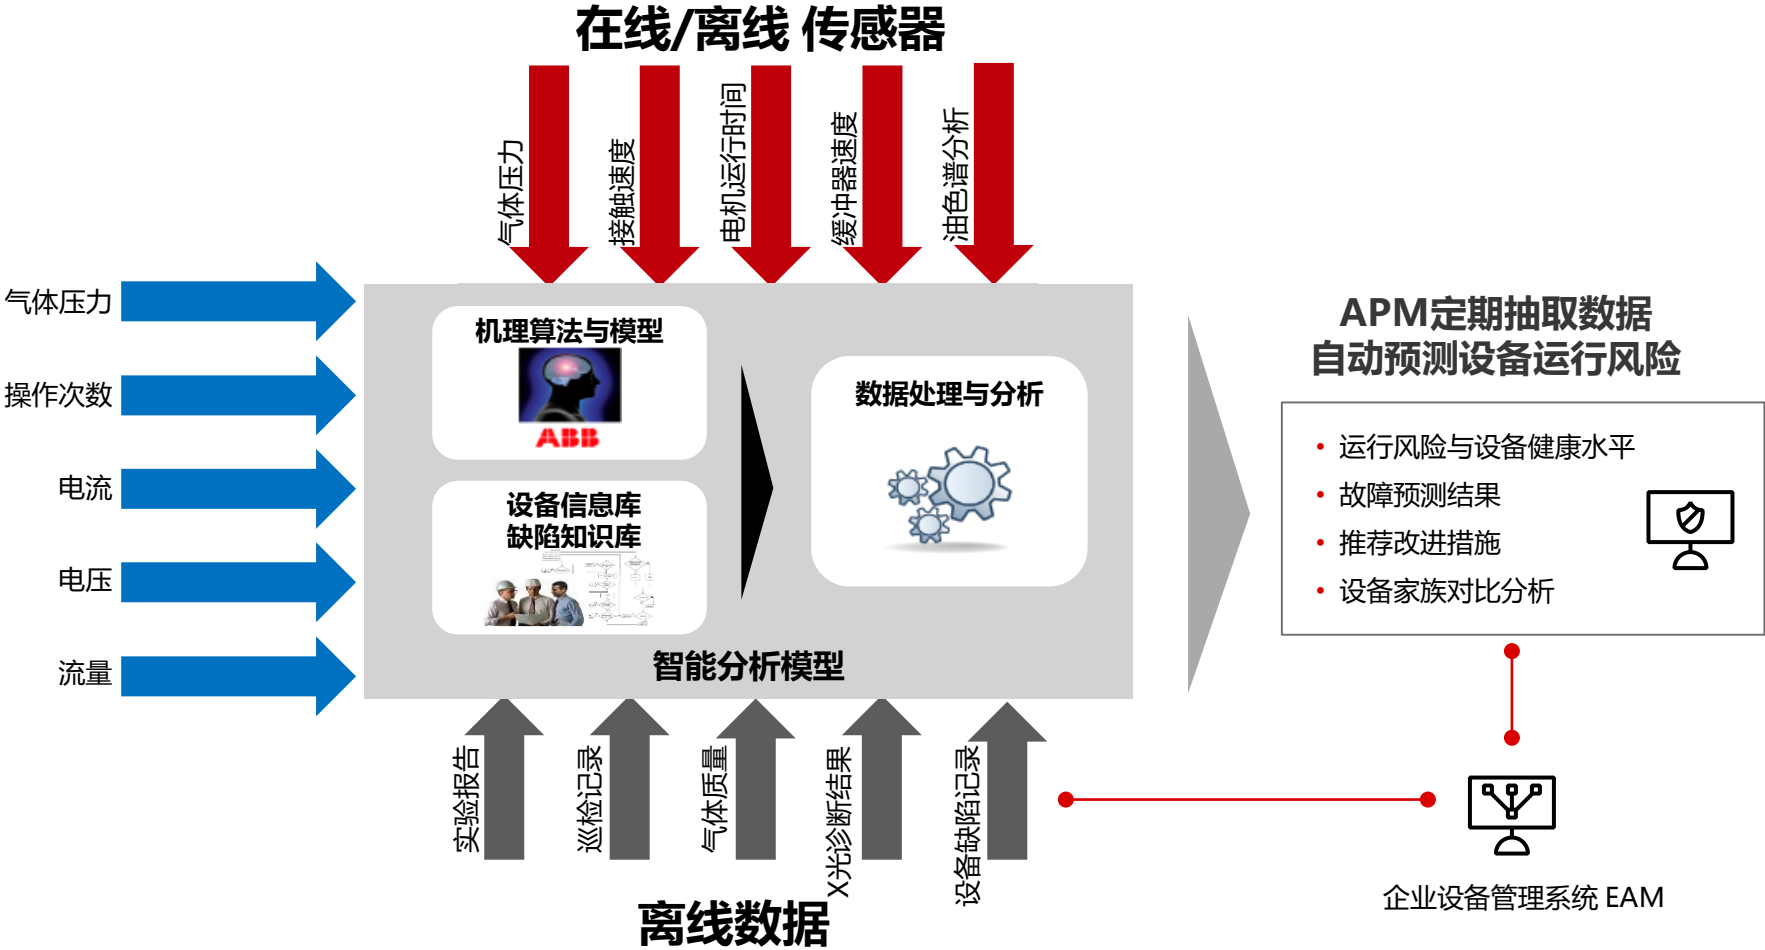 在线/离线 传感器
气体压力
接触速度
电机运行时间
缓冲器速度
油色谱分析
气体压力
操作次数
电流
电压
流量
机理算法与模型
ABB
设备信息库
缺陷知识库
数据处理与分析
智能分析模型
实验报告
巡检记录
气体质量
X光诊断结果
设备缺陷记录
离线数据
APM定期抽取数据
自动预测设备运行风险
• 运行风险与设备健康水平
• 故障预测结果
• 推荐改进措施
• 设备家族对比分析
企业设备管理系统 EAM